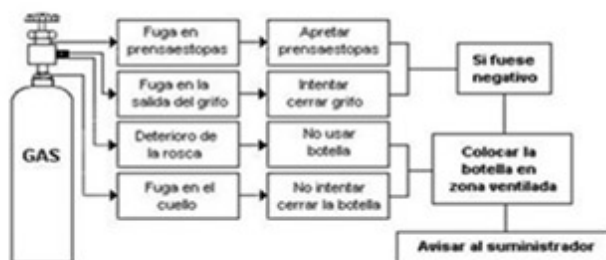 GAS
Fuga en
prensaestopas
Apretar
prensaestopas
Fuga en la
salida del grifo
Intentar
cerrar grifo
Deterioro de
la rosca
No usar
botella
Fuga en el
cuello
No intentar
cerrar la botella
Si fuese
negativo
Colocar la
botella en
zona ventilada
Avisar al suministrador